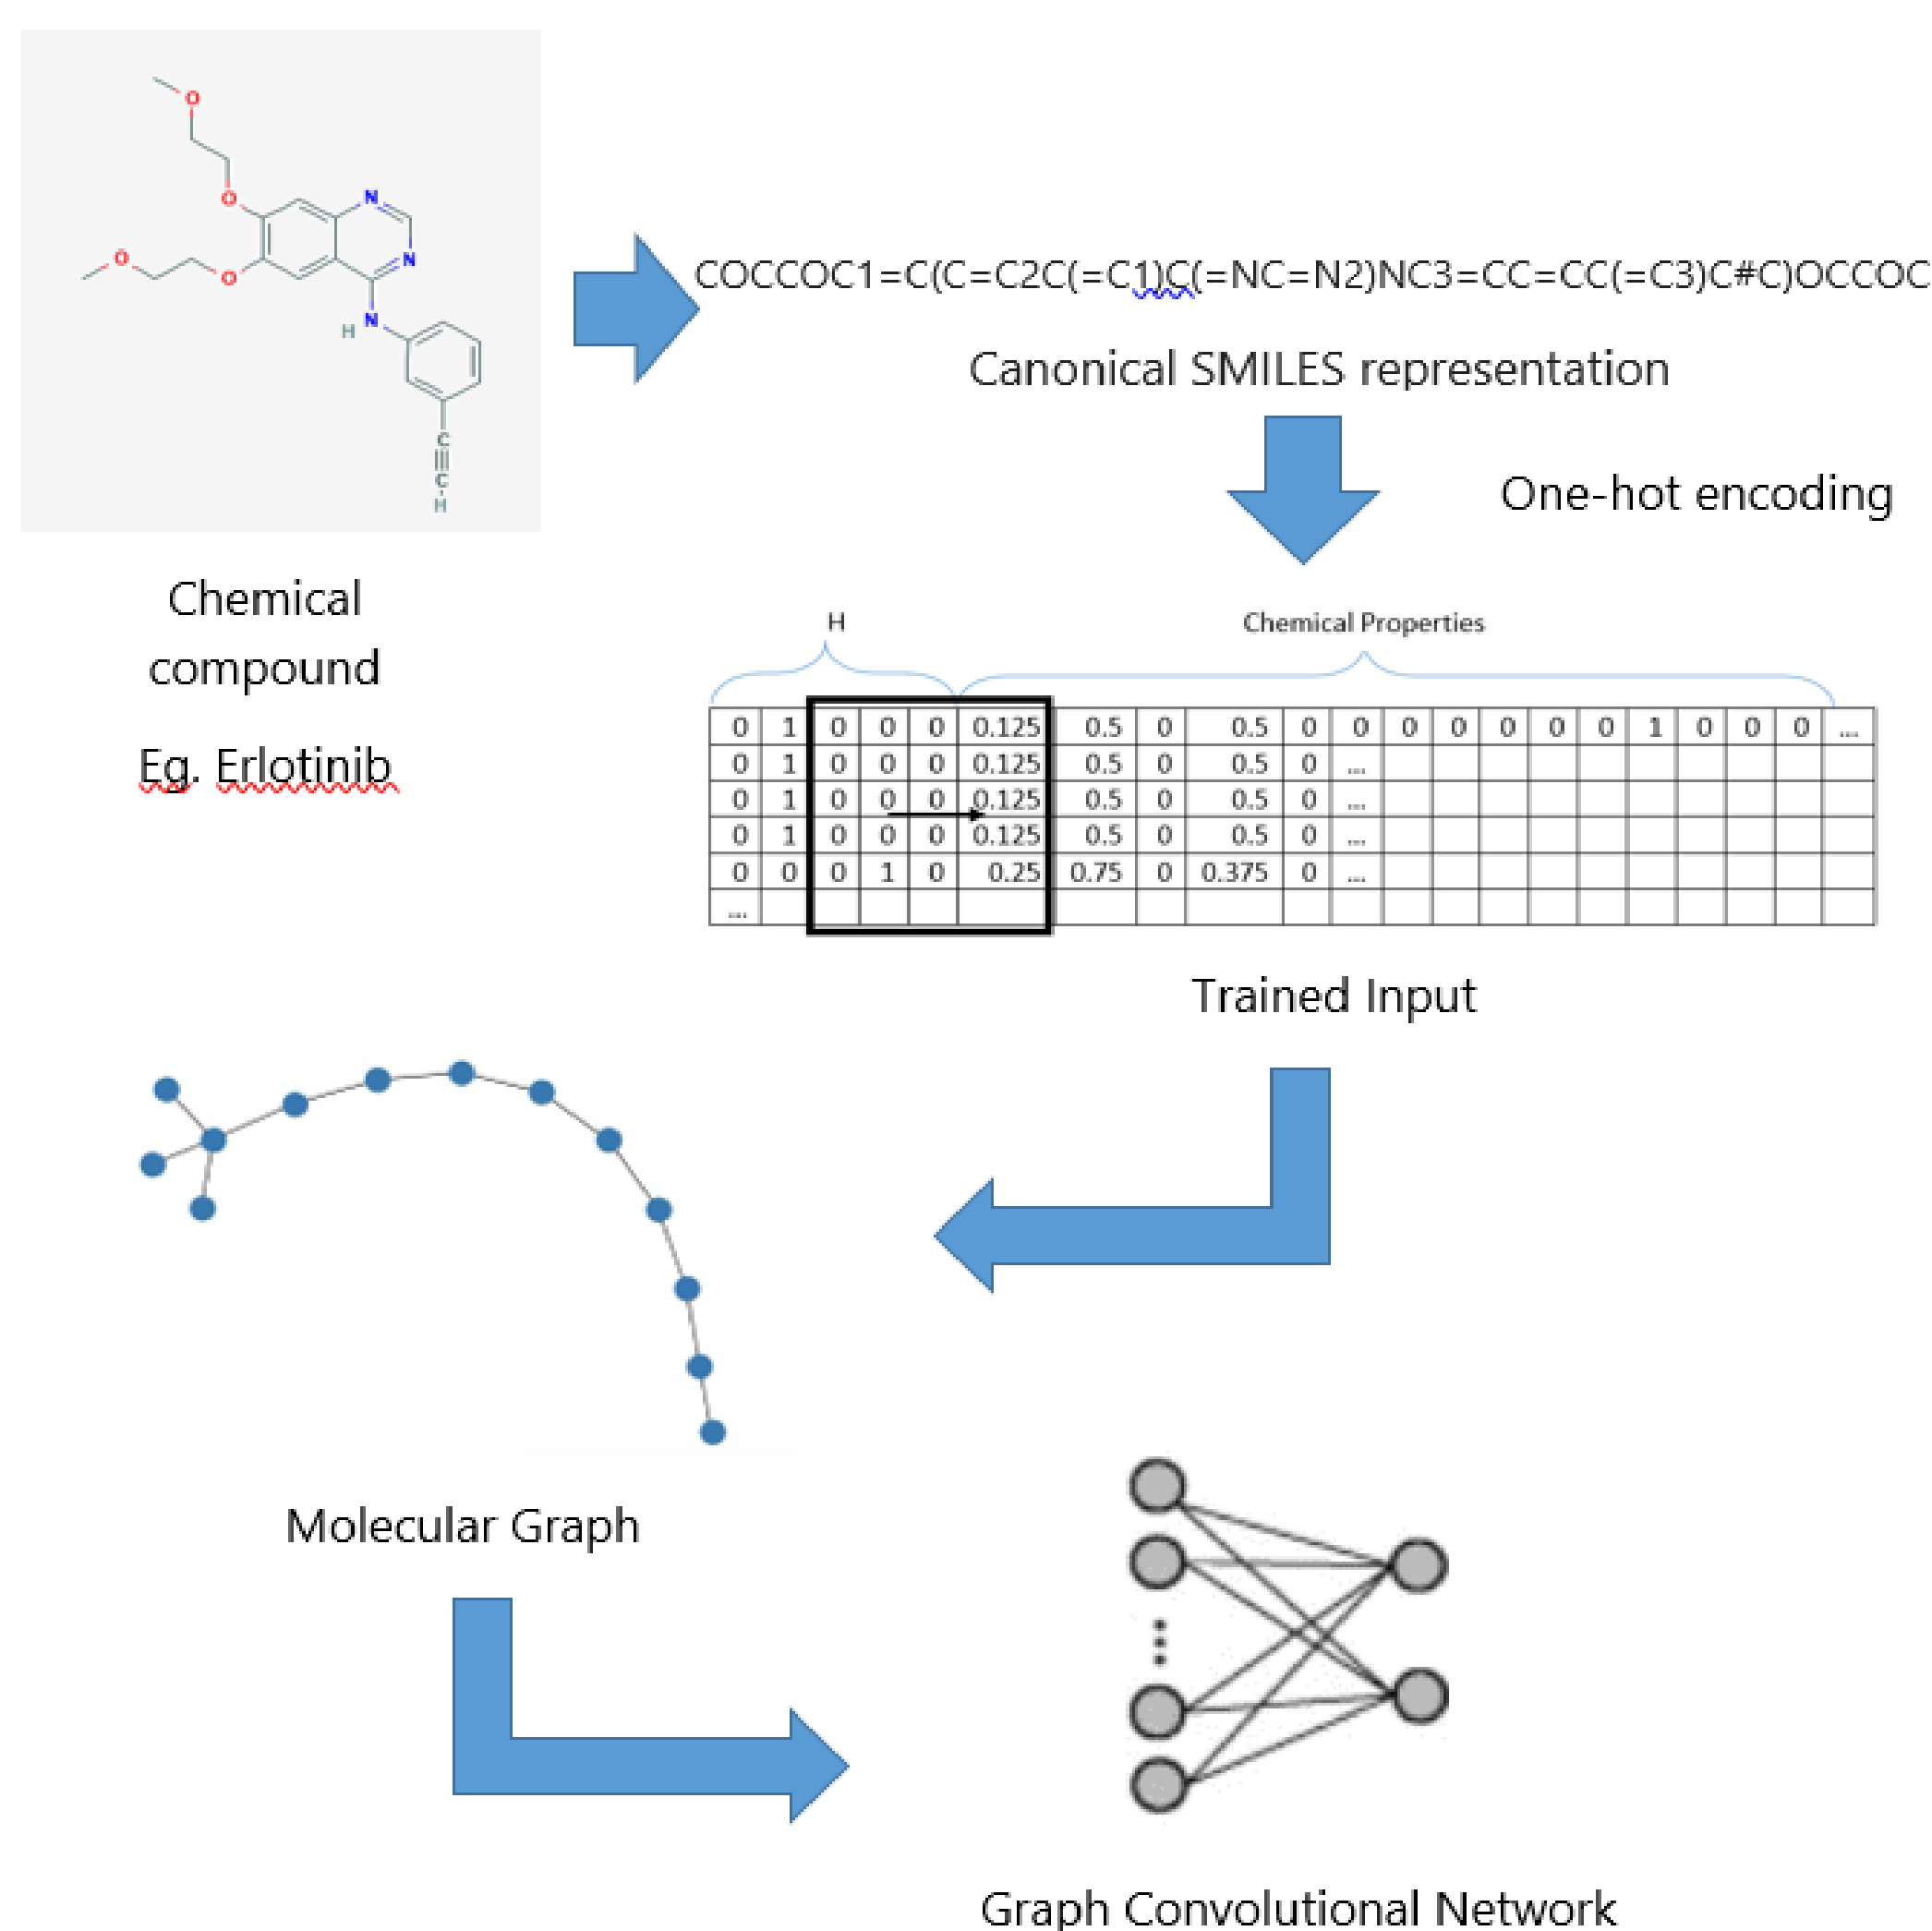 O
O
N
N
O
O
N
H
C
C
H
COCCOC1=C(C=C2C(=C1)C(=NC=N2)NC3=CC=CC(=C3)C#C)OCCOC
Canonical SMILES representation
One-hot encoding
Chemical
compound
Eg. Erlotinib
H Chemical Properties
0 1 0 0 0 0.125 0.5 0 0.5 0 0 0 0 0 0 0 1 0 0 0 ...
0 1 0 0 0 0.125 0.5 0 0.5 0 ...
0 1 0 0 0 0.125 0.5 0 0.5 0 ...
0 1 0 0 0 0.125 0.5 0 0.5 0 ...
0 0 0 1 0 0.25 0.75 0 0.375 0 ...
...
Trained Input
Molecular Graph
Graph Convolutional Network